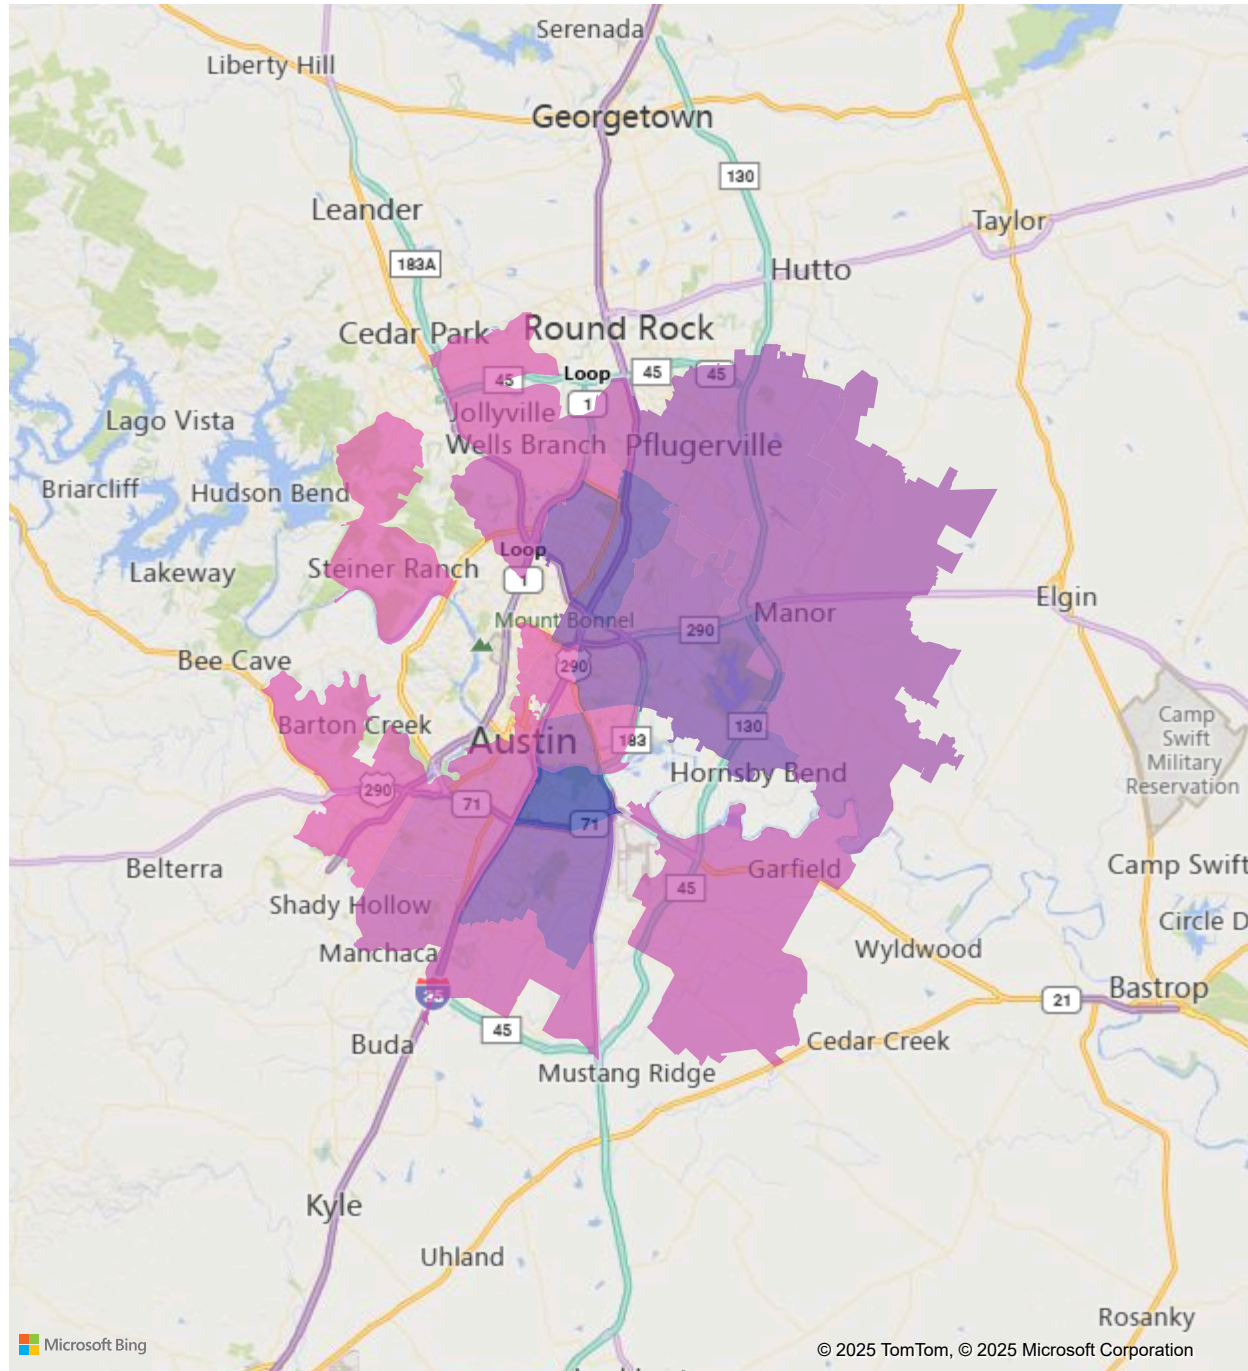 Serenada
Liberty Hill
Georgetown
130
Leander
Taylor
183A
Hutto
Cedar Park
Round Rock
45
Loop
1
45
45
Jollyville
Lago Vista
Wells Branch
Pflugerville
Briarcliff
Hudson Bend
Loop
1
Lakeway
Steiner Ranch
Elgin
Mount Bonnel
290
Manor
Bee Cave
290
Barton Creek
Austin
183
130
Camp
Swift
Military
Reservation
Hornsby Bend
290
71
71
Belterra
Garfield
Camp Swift
45
Shady Hollow
Circle D
Manchaca
Wyldwood
35
Bastrop
21
45
Buda
Cedar Creek
Mustang Ridge
Kyle
Uhland
Rosanky
Microsoft Bing
© 2025 TomTom, © 2025 Microsoft Corporation